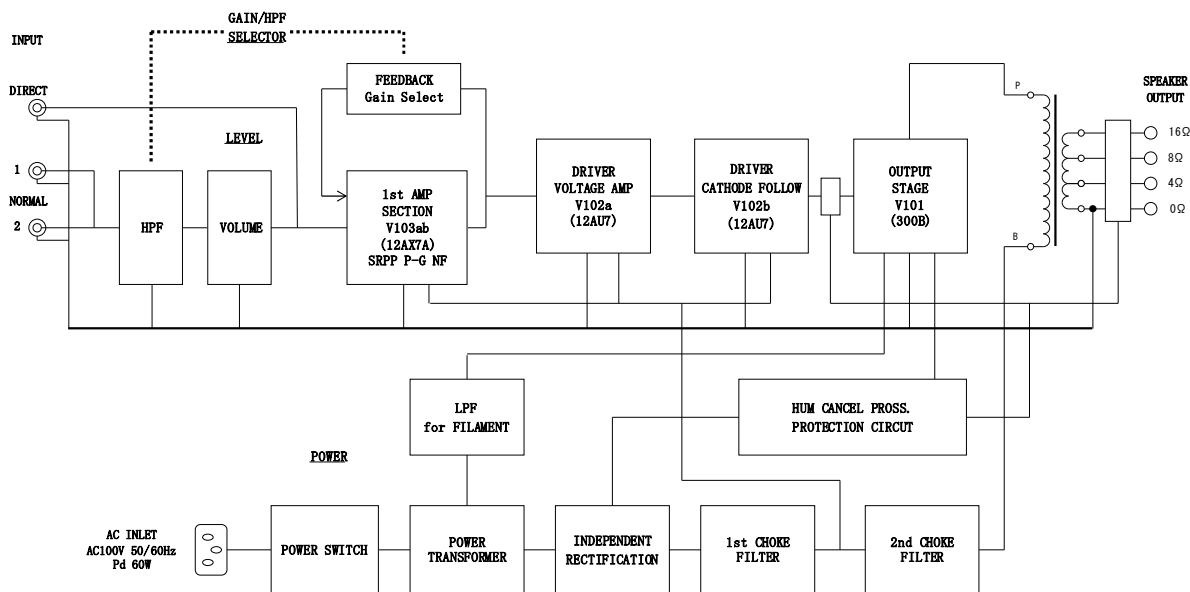 GAIN/HPF
SELECTOR
INPUT
DIRECT
1
NORMAL
2
LEVEL
FEEDBACK
Gain Select
HPF
VOLUME
1st AMP
SECTION
V103ab
(12AX7A)
SRPP P-G NF
DRIVER
VOLTAGE AMP
V102a
(12AU7)
DRIVER
CATHODE FOLLOW
V102b
(12AU7)
OUTPUT
STAGE
V101
(300B)
P
B
SPEAKER
OUTPUT
16Ω
8Ω
4Ω
0Ω
LPF
for FILAMENT
HUM CANCEL PROSS.
PROTECTION CIRCUT
POWER
AC INLET
AC100V 50/60Hz
Pd 60W
POWER SWITCH
POWER
TRANSFORMER
INDEPENDENT
RECTIFICATION
1st CHOKE
FILTER
2nd CHOKE
FILTER